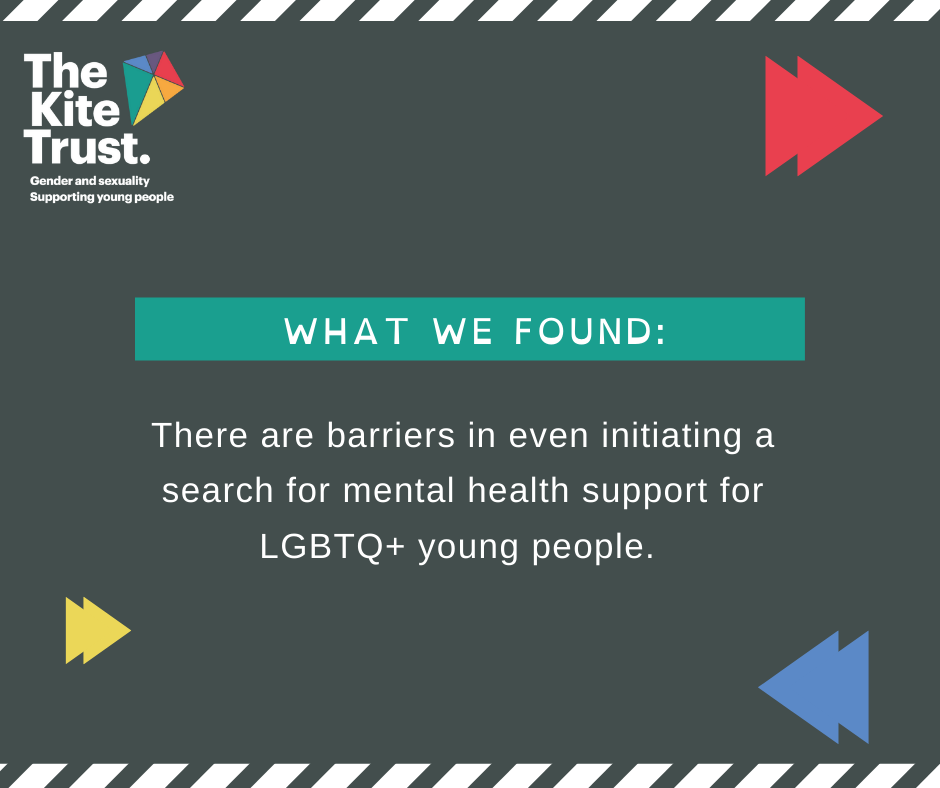 The
Kite
Trust.
Gender and sexuality
Supporting young people
WHAT WE FOUND:
There are barriers in even initiating a
search for mental health support for
LGBTQ+ young people.